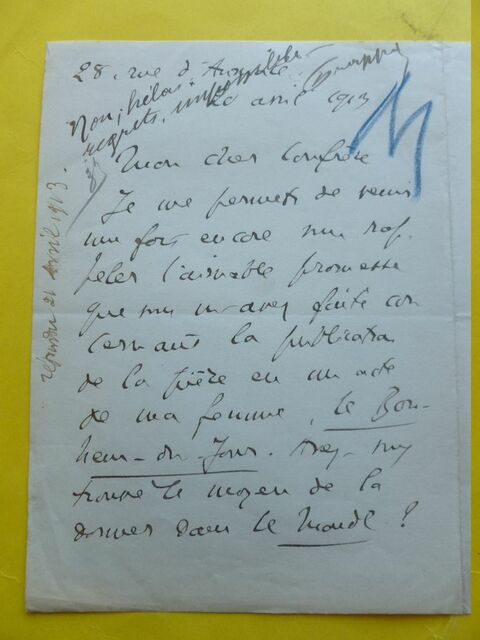 28, rue d'Aumale.
20 avril 1913
Non, hélas!
regrets, impossible.
répondu 21 avril 1913.
Mon cher Confrère
Je me permets de venir
une fois encore vous rap-
peler l'aimable promesse
que vous m'avez faite con
cernant la publication
de la pièce en un acte
de ma femme, le Bon-
heur-du-Jour. Avez-vous
trouvé le moyen de la
donner dans le Monde ?